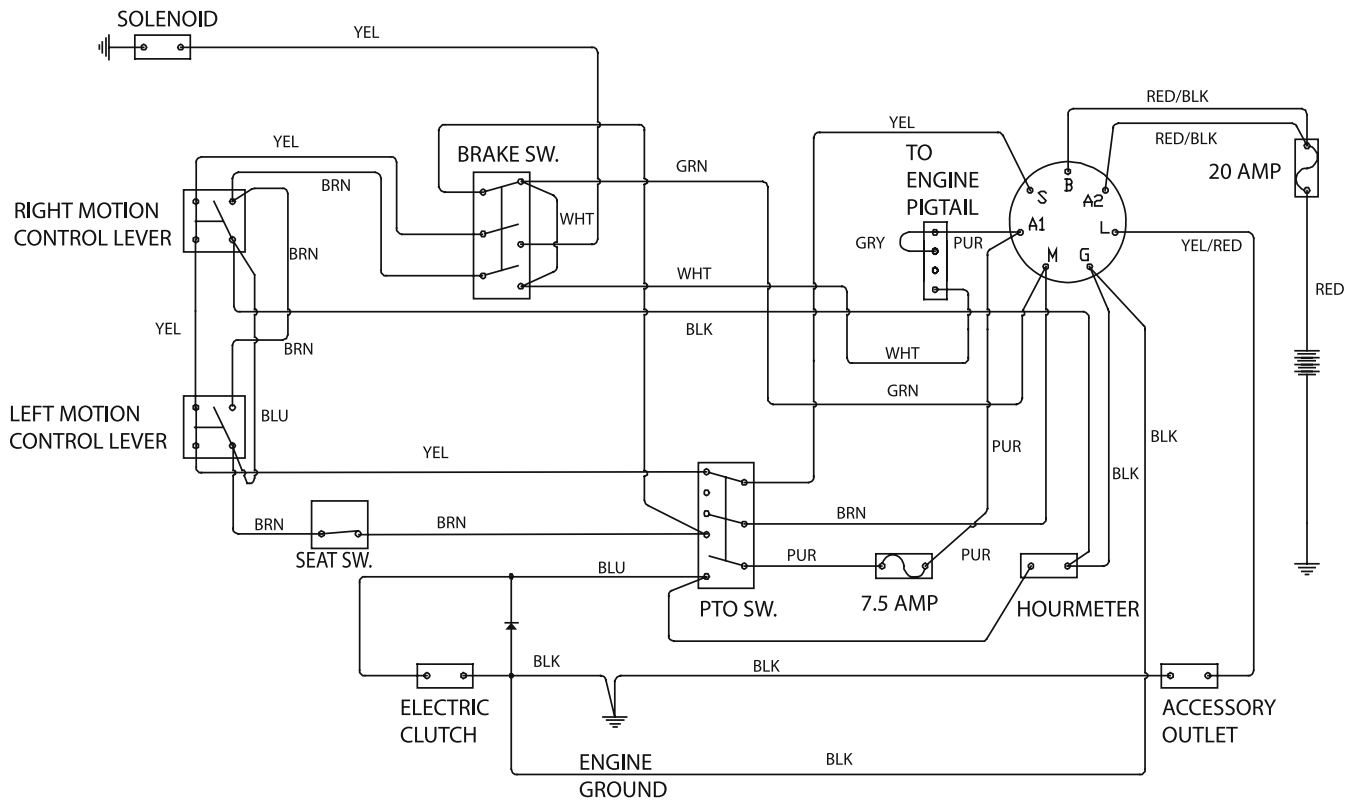 SOLENOID
YEL
RED/BLK
YEL
RED/BLK
YEL
BRAKE SW.
GRN
TO
ENGINE
PIGTAIL
20 AMP
BRN
RIGHT MOTION
CONTROL LEVER
WHT
S
B
A2
A1
L
GRY
PUR
YEL/RED
BRN
M
G
WHT
RED
YEL
BLK
BRN
WHT
GRN
LEFT MOTION
CONTROL LEVER
BLU
PUR
BLK
YEL
BLK
BRN
BRN
BRN
SEAT SW.
BLU
PUR
PUR
PTO SW.
7.5 AMP
HOURMETER
BLK
BLK
ELECTRIC
CLUTCH
ACCESSORY
OUTLET
ENGINE
GROUND
BLK